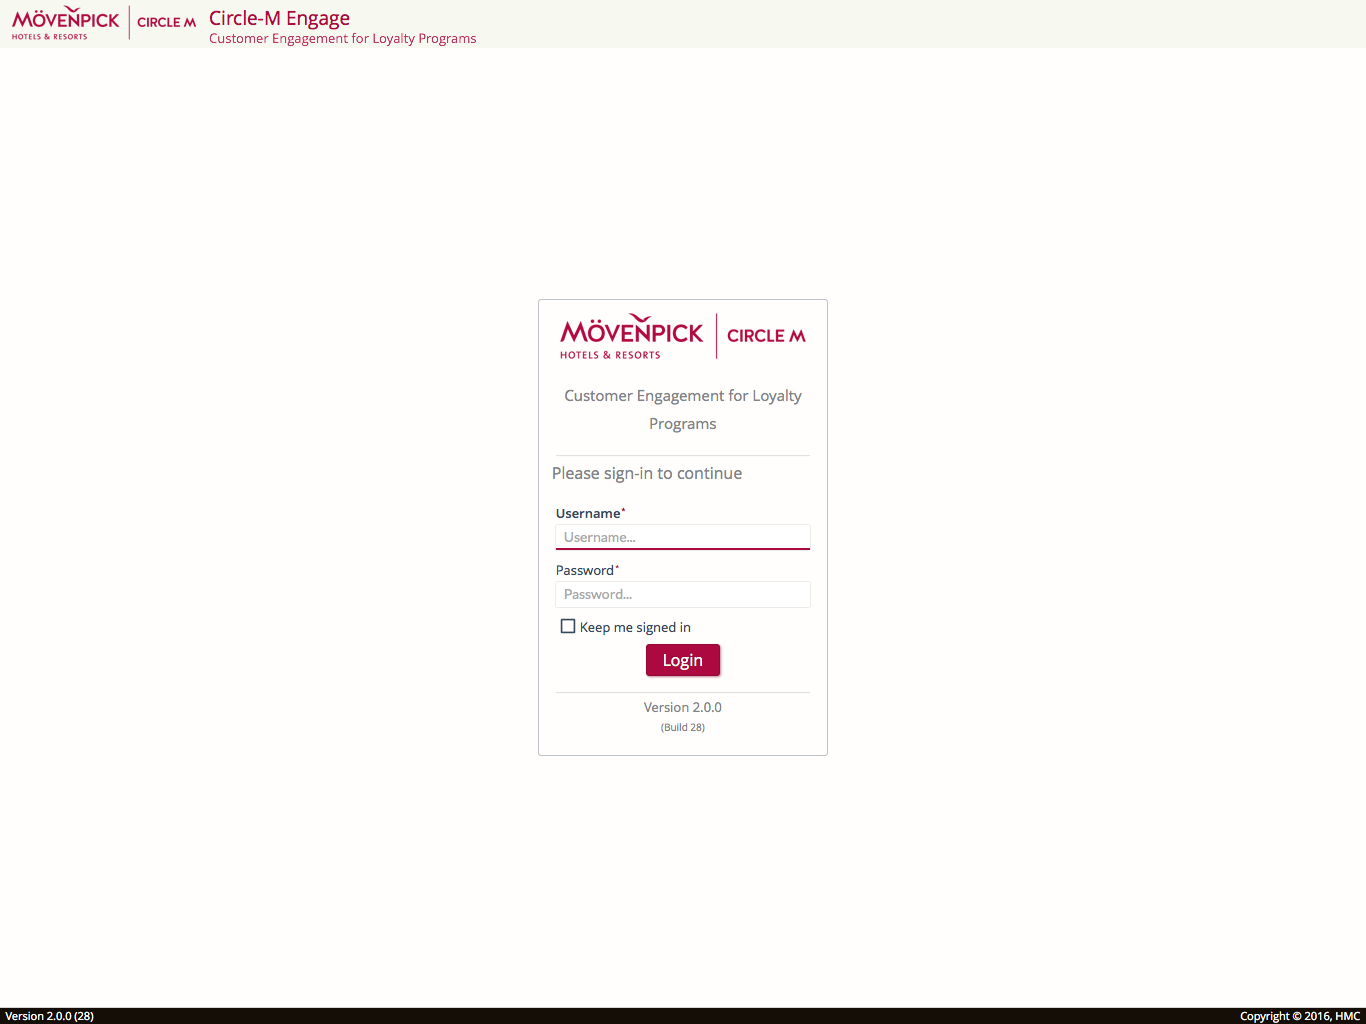 MÖVENPICK
HOTELS & RESORTS
CIRCLE M
Circle-M Engage
Customer Engagement for Loyalty Programs
MÖVENPICK
HOTELS & RESORTS
CIRCLE M
Customer Engagement for Loyalty
Programs
Please sign-in to continue
Username*
Username...
Password*
Password...
Keep me signed in
Login
Version 2.0.0
(Build 28)
Version 2.0.0 (28)
Copyright © 2016, HMC